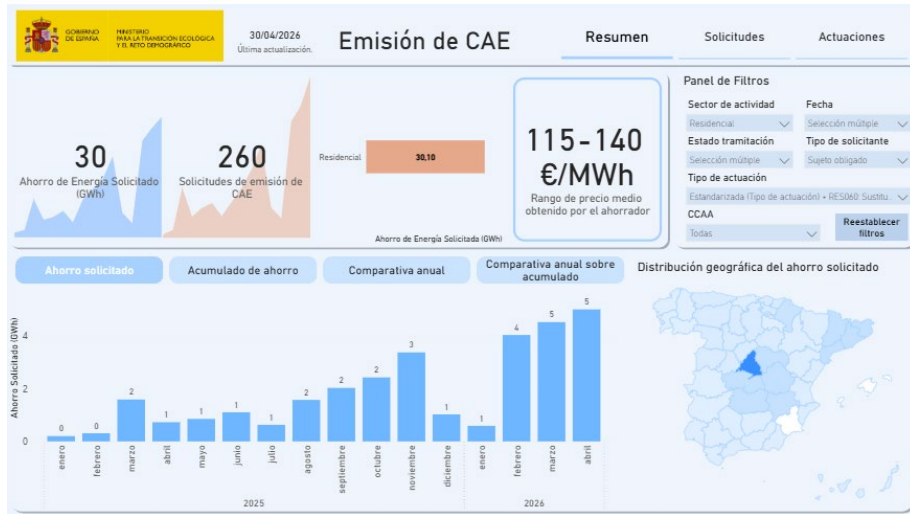 GOBIERNO
DE ESPAÑA
MINISTERIO
PARA LA TRANSICIÓN ECOLÓGICA
Y EL RETO DEMOGRÁFICO
30/04/2026
Última actualización.
Emisión de CAE
Resumen
Solicitudes
Actuaciones
30
Ahorro de Energía Solicitado
(GWh)
260
Solicitudes de emisión de
CAE
Residencial
30,10
Ahorro de Energía Solicitada (GWh)
115-140
€/MWh
Rango de precio medio
obtenido por el ahorrador
Panel de Filtros
Sector de actividad
Residencial
Fecha
Selección múltiple
Estado tramitación
Selección múltiple
Tipo de solicitante
Sujeto obligado
Tipo de actuación
Estandarizada (Tipo de actuación) • RES060: Sustitu...
CCAA
Todas
Reestablecer
filtros
Ahorro solicitado
Acumulado de ahorro
Comparativa anual
Comparativa anual sobre
acumulado
Distribución geográfica del ahorro solicitado
Ahorro Solicitado (GWh)
4
2
0
0
0
2
1
1
1
1
2
2
2
3
1
1
4
5
5
enero
febrero
marzo
abril
mayo
junio
julio
agosto
septiembre
octubre
noviembre
diciembre
enero
febrero
marzo
abril
2025
2026